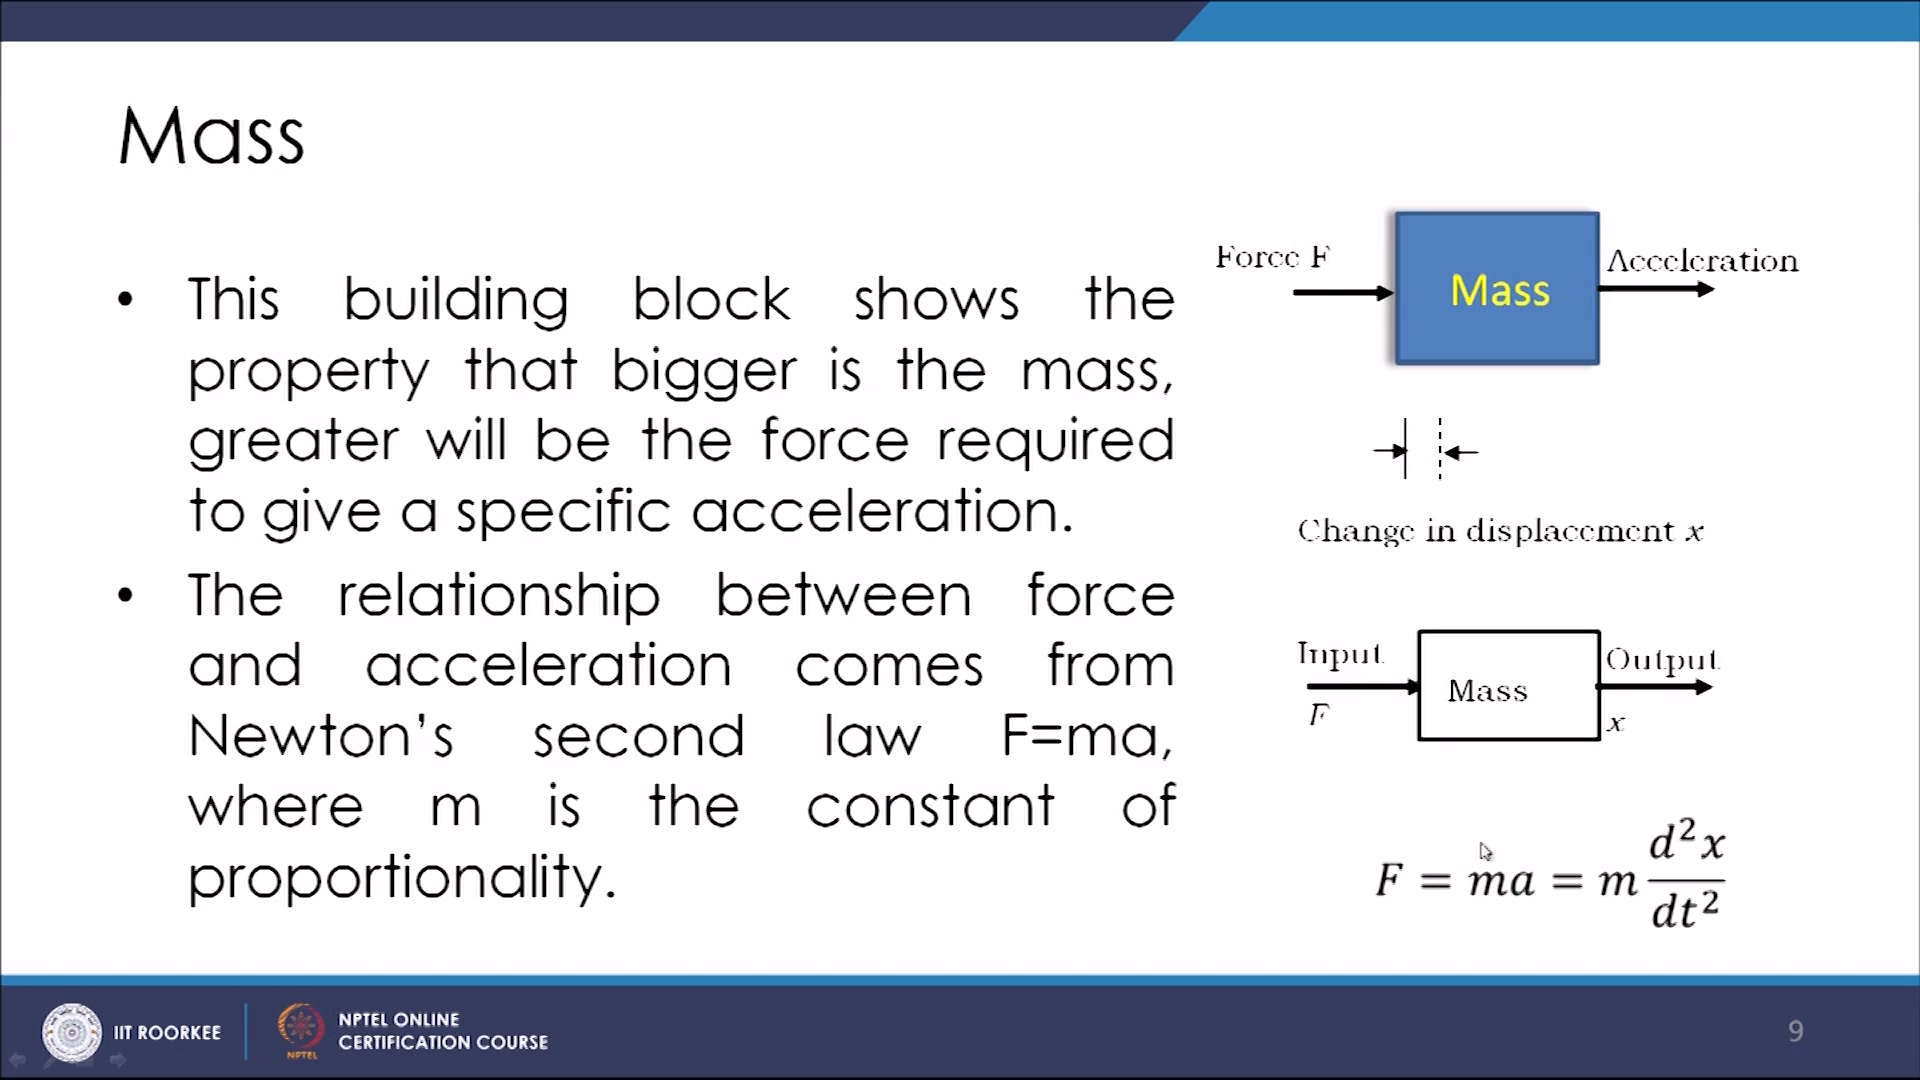 Mass
• This building block shows the
property that bigger is the mass,
greater will be the force required
to give a specific acceleration.
• The relationship between force
and acceleration comes from
Newton's second law F=ma,
where m is the constant of
proportionality.
Force F
Mass
Acceleration
Change in displacement x
Input
F
Mass
Output
x
F = ma = m d²x/dt²
IIT ROORKEE
NPTEL
NPTEL ONLINE
CERTIFICATION COURSE
9